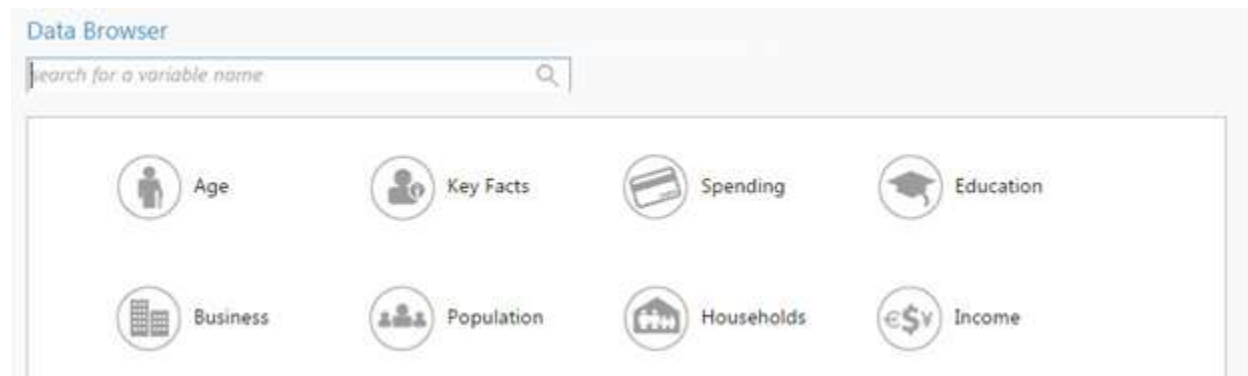 Data Browser
search for a variable name
Age Key Facts Spending Education
Business Population Households Income
€$¥